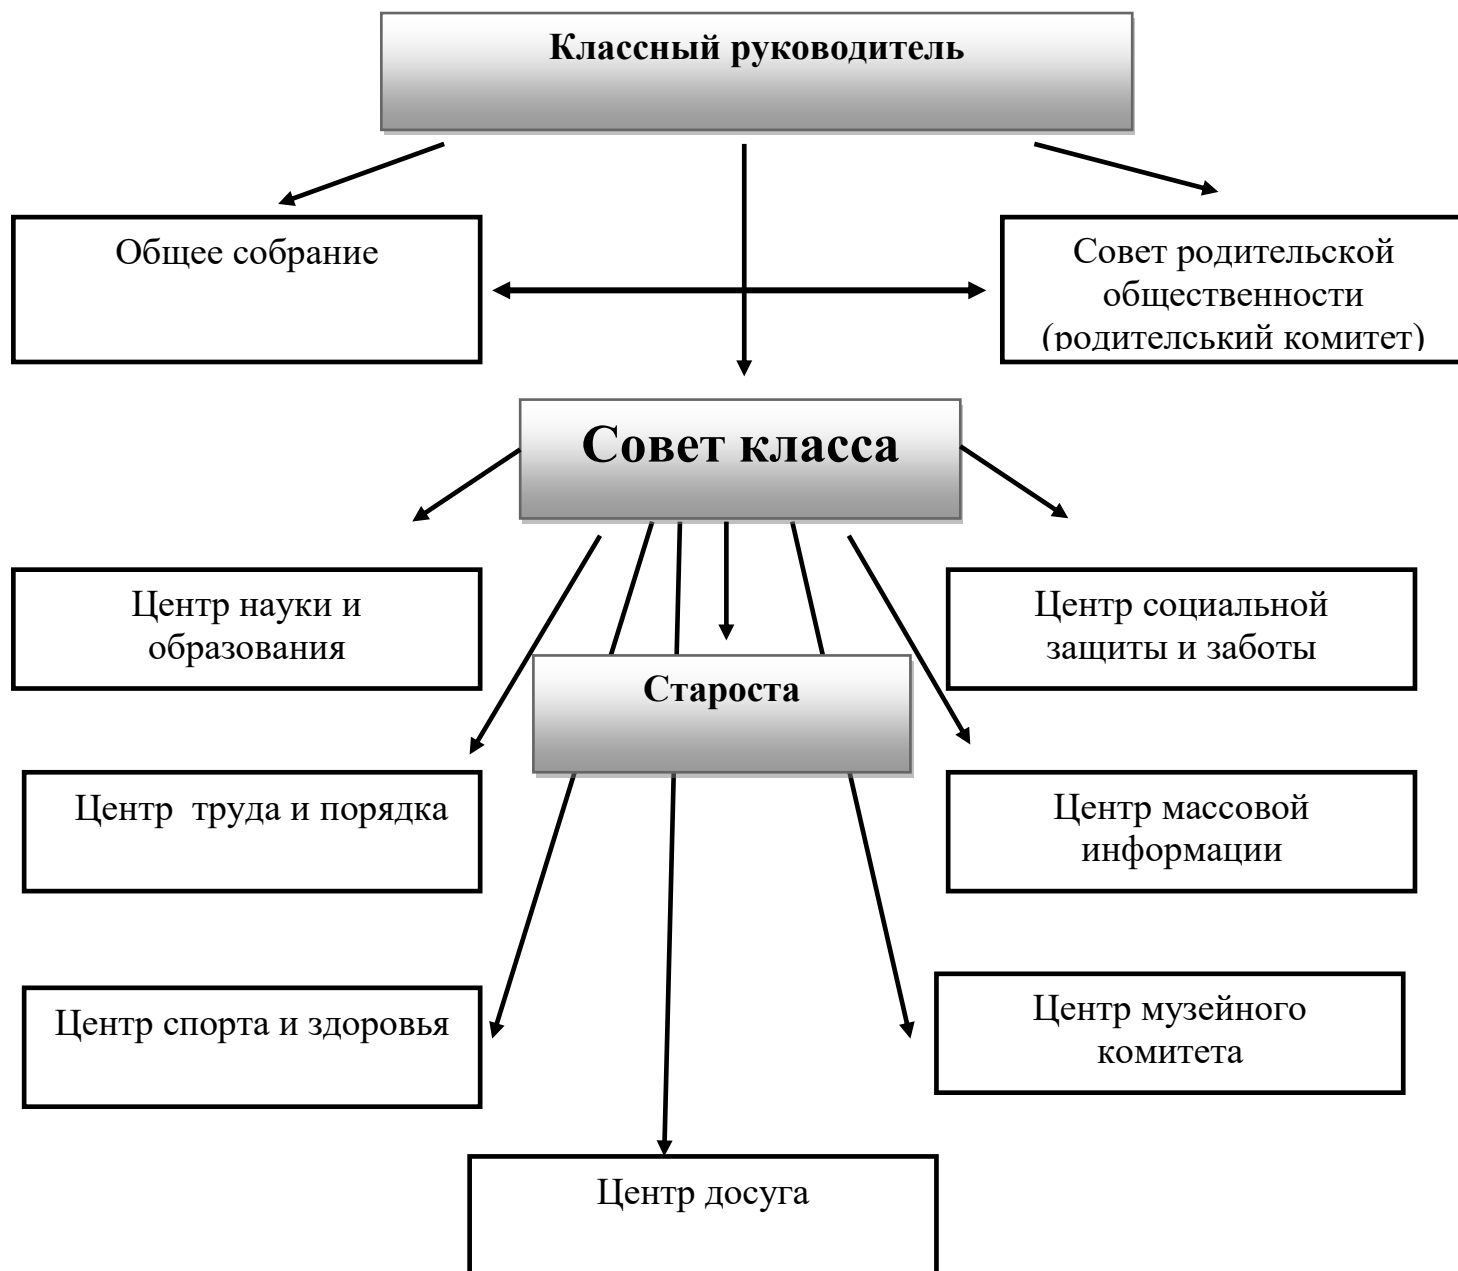 Классный руководитель
Общее собрание
Совет родительской
общественности
(родителський комитет)
Совет класса
Центр науки и
образования
Центр социальной
защиты и заботы
Староста
Центр  труда и порядка
Центр массовой
информации
Центр спорта и здоровья
Центр музейного
комитета
Центр досуга